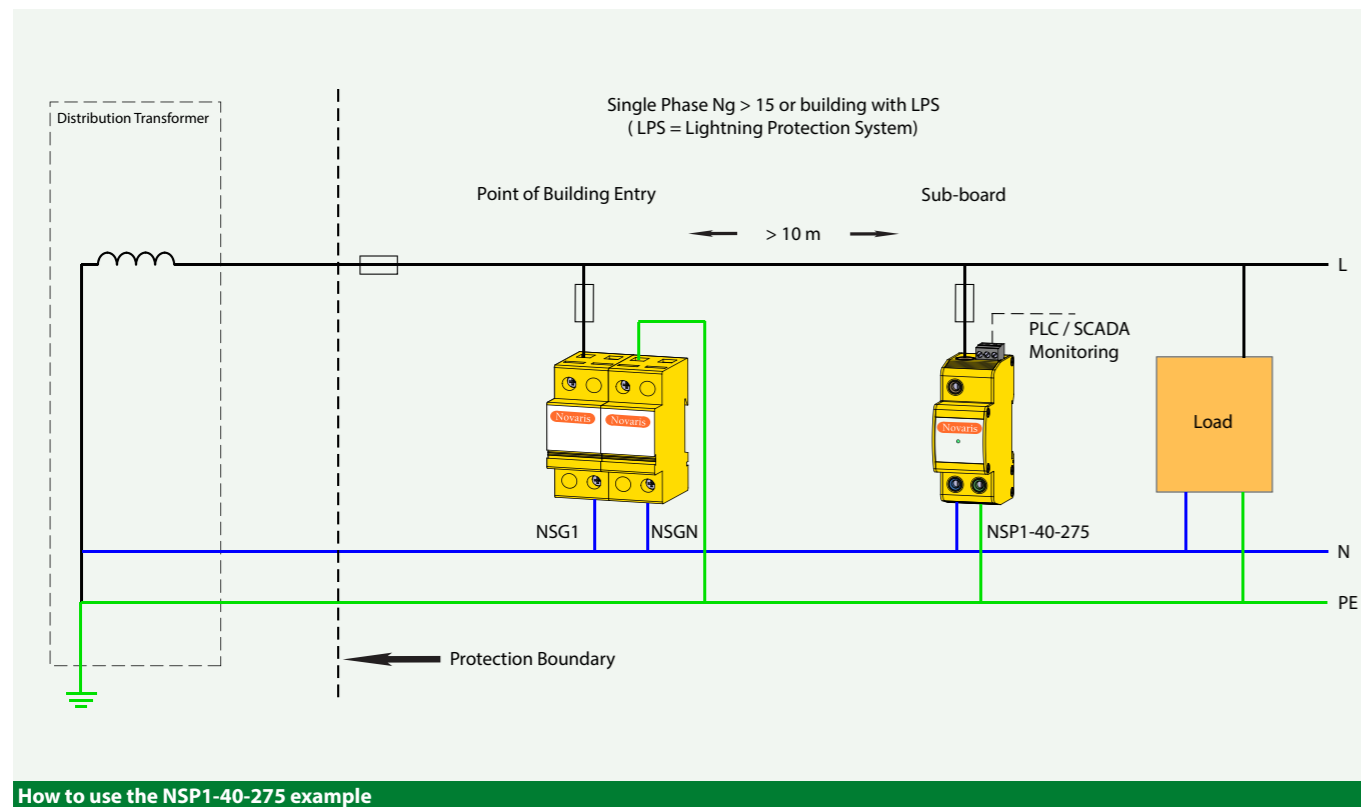 Distribution Transformer
Single Phase Ng > 15 or building with LPS
( LPS = Lightning Protection System)
Point of Building Entry
Sub-board
> 10 m
L
PLC / SCADA
Monitoring
Novaris
Novaris
Novaris
Load
NSG1
NSGN
NSP1-40-275
N
PE
Protection Boundary
How to use the NSP1-40-275 example